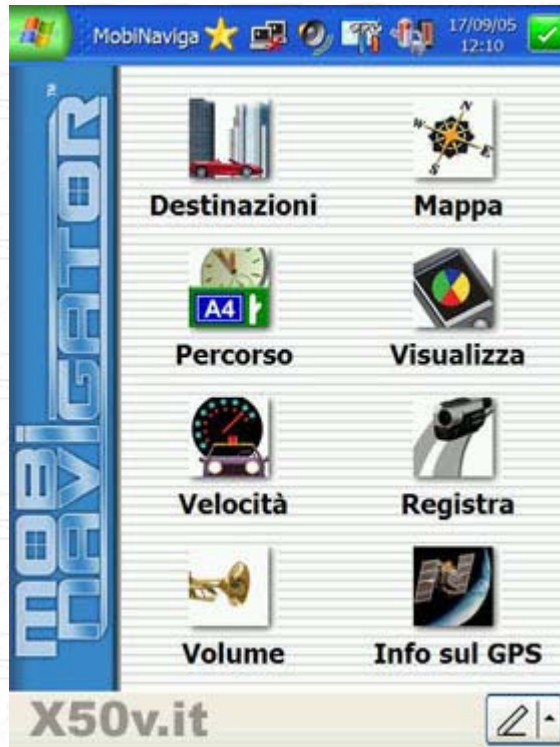 MobiNaviga
17/09/05
12:10
MOBI NAVIGATOR™
Destinazioni
Mappa
N
W
E
S
A4
Percorso
Visualizza
Velocità
Registra
Volume
Info sul GPS
X50v.it